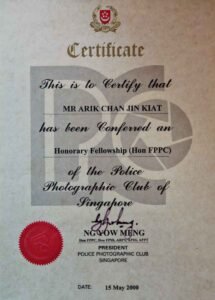 Certificate
This is to Certify that
MR ARIK CHAN JIN KIAT
has been Conferred an
Honorary Fellowship (Hon FPPC)
of the Police
Photographic Club of
Singapore
NG YOW MENG
PRESIDENT
POLICE PHOTOGRAPHIC CLUB
SINGAPORE
DATE: 15 May 2000